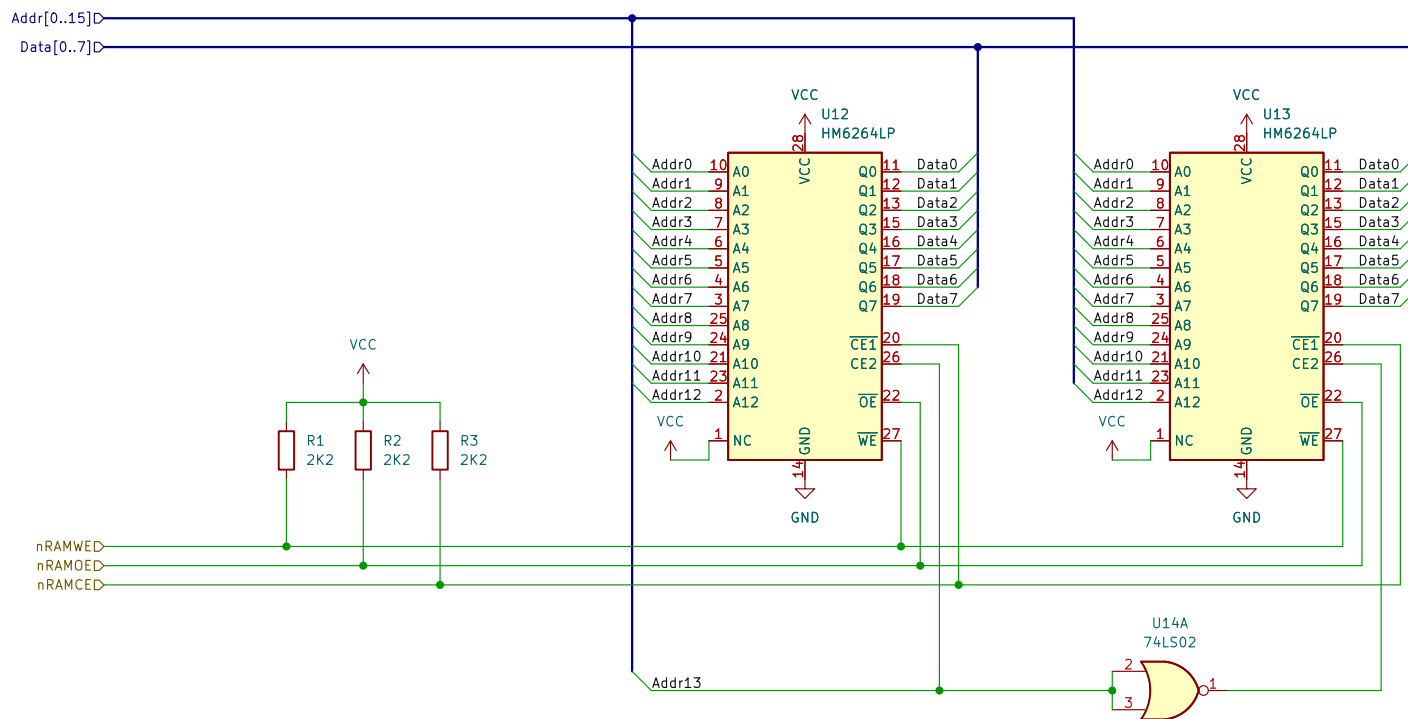 Addr[0..15]
Data[0..7]
VCC
U12
HM6264LP
28
VCC
Addr0 10 A0
Addr1 9 A1
Addr2 8 A2
Addr3 7 A3
Addr4 6 A4
Addr5 5 A5
Addr6 4 A6
Addr7 3 A7
Addr8 25 A8
Addr9 24 A9
Addr10 21 A10
Addr11 23 A11
Addr12 2 A12
VCC
1 NC
Q0 11 Data0
Q1 12 Data1
Q2 13 Data2
Q3 15 Data3
Q4 16 Data4
Q5 17 Data5
Q6 18 Data6
Q7 19 Data7
CE1 20
CE2 26
OE 22
WE 27
GND
14
GND
VCC
U13
HM6264LP
28
VCC
Addr0 10 A0
Addr1 9 A1
Addr2 8 A2
Addr3 7 A3
Addr4 6 A4
Addr5 5 A5
Addr6 4 A6
Addr7 3 A7
Addr8 25 A8
Addr9 24 A9
Addr10 21 A10
Addr11 23 A11
Addr12 2 A12
VCC
1 NC
Q0 11 Data0
Q1 12 Data1
Q2 13 Data2
Q3 15 Data3
Q4 16 Data4
Q5 17 Data5
Q6 18 Data6
Q7 19 Data7
CE1 20
CE2 26
OE 22
WE 27
GND
14
GND
VCC
R1
2K2
R2
2K2
R3
2K2
nRAMWE
nRAMOE
nRAMCE
U14A
74LS02
Addr13
2
3
1